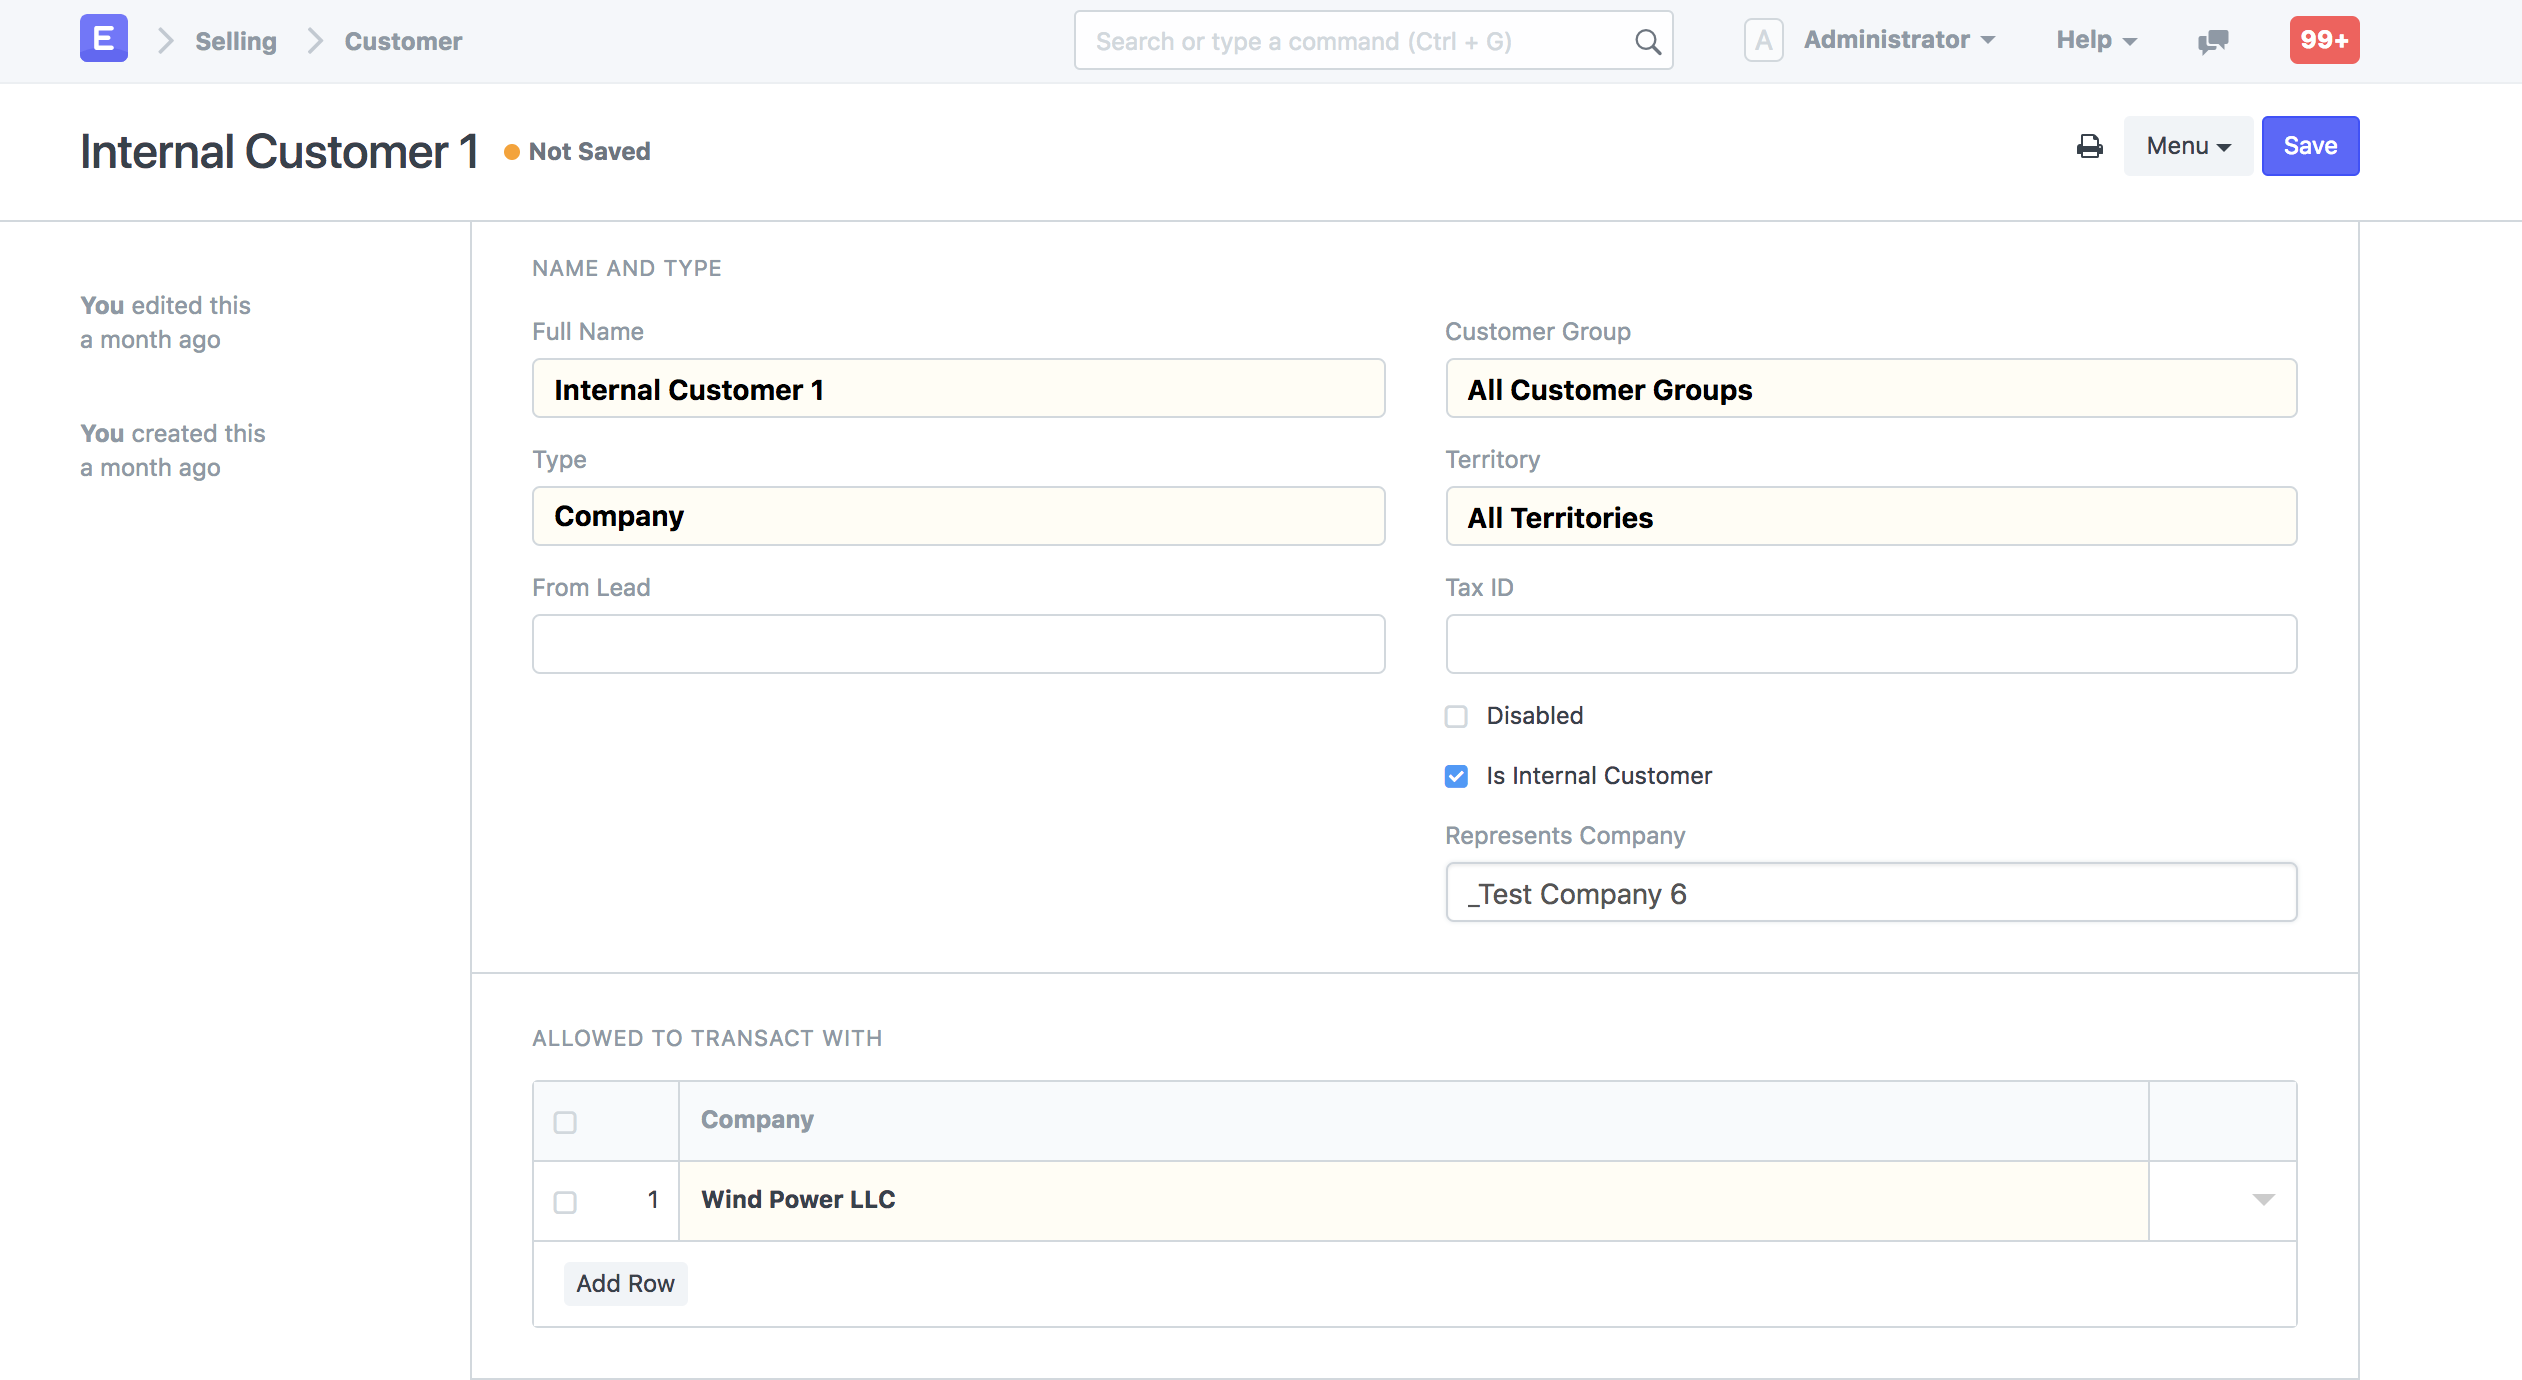 E Selling Customer Search or type a command (Ctrl + G) A Administrator Help 99+
Internal Customer 1 Not Saved Menu Save
You edited this
a month ago
You created this
a month ago
NAME AND TYPE
Full Name
Internal Customer 1
Type
Company
From Lead
Customer Group
All Customer Groups
Territory
All Territories
Tax ID
Disabled
Is Internal Customer
Represents Company
_Test Company 6
ALLOWED TO TRANSACT WITH
Company
1 Wind Power LLC
Add Row